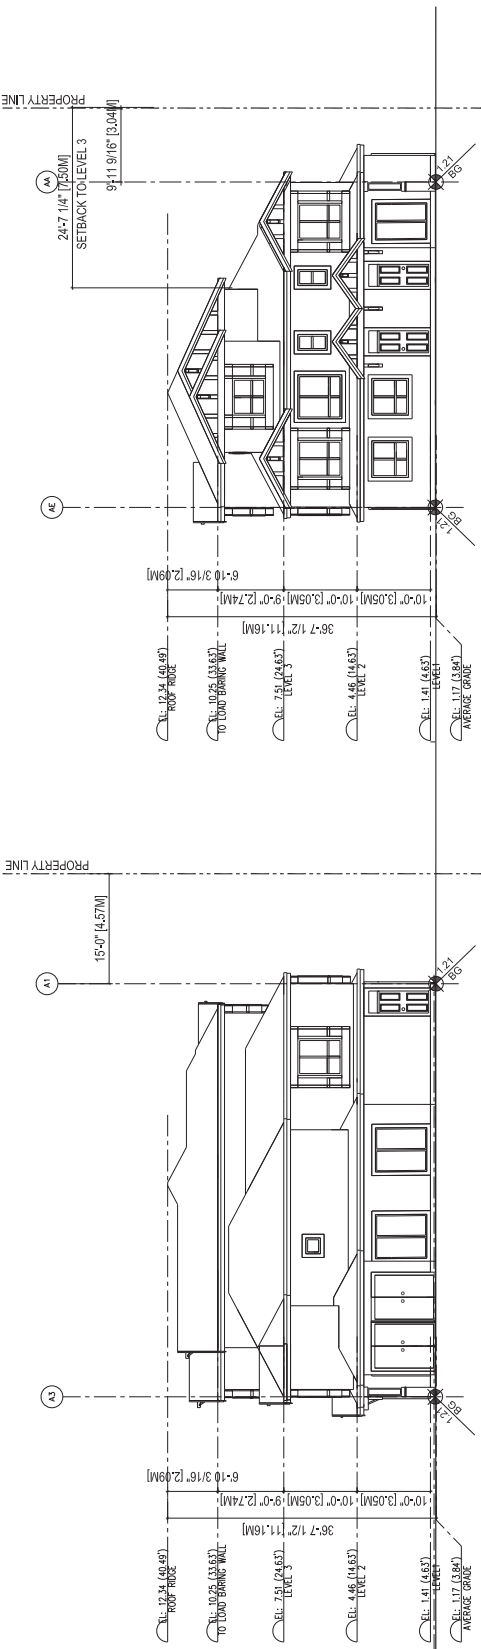 PROPERTY LINE
24'-7 1/4" [7.50M]
SETBACK TO LEVEL 3
9'-11 9/16" [3.04M]
AA
1.21
BG
AE
1.21
BG
6'-10 3/16" [2.09M]
9'-0" [2.74M]
10'-0" [3.05M]
10'-0" [3.05M]
36'-7 1/2" [11.16M]
EL: 12.34 (40.49')
ROOF RIDGE
EL: 10.25 (33.63')
TO LOAD BARING WALL
EL: 7.51 (24.63')
LEVEL 3
EL: 4.46 (14.63')
LEVEL 2
EL: 1.41 (4.63')
LEVEL1
EL: 1.17 (3.84')
AVERAGE GRADE
PROPERTY LINE
15'-0" [4.57M]
A1
1.21
BG
A3
1.21
BG
6'-10 3/16" [2.09M]
9'-0" [2.74M]
10'-0" [3.05M]
10'-0" [3.05M]
36'-7 1/2" [11.16M]
EL: 12.34 (40.49')
ROOF RIDGE
EL: 10.25 (33.63')
TO LOAD BARING WALL
EL: 7.51 (24.63')
LEVEL 3
EL: 4.46 (14.63')
LEVEL 2
EL: 1.41 (4.63')
LEVEL1
EL: 1.17 (3.84')
AVERAGE GRADE